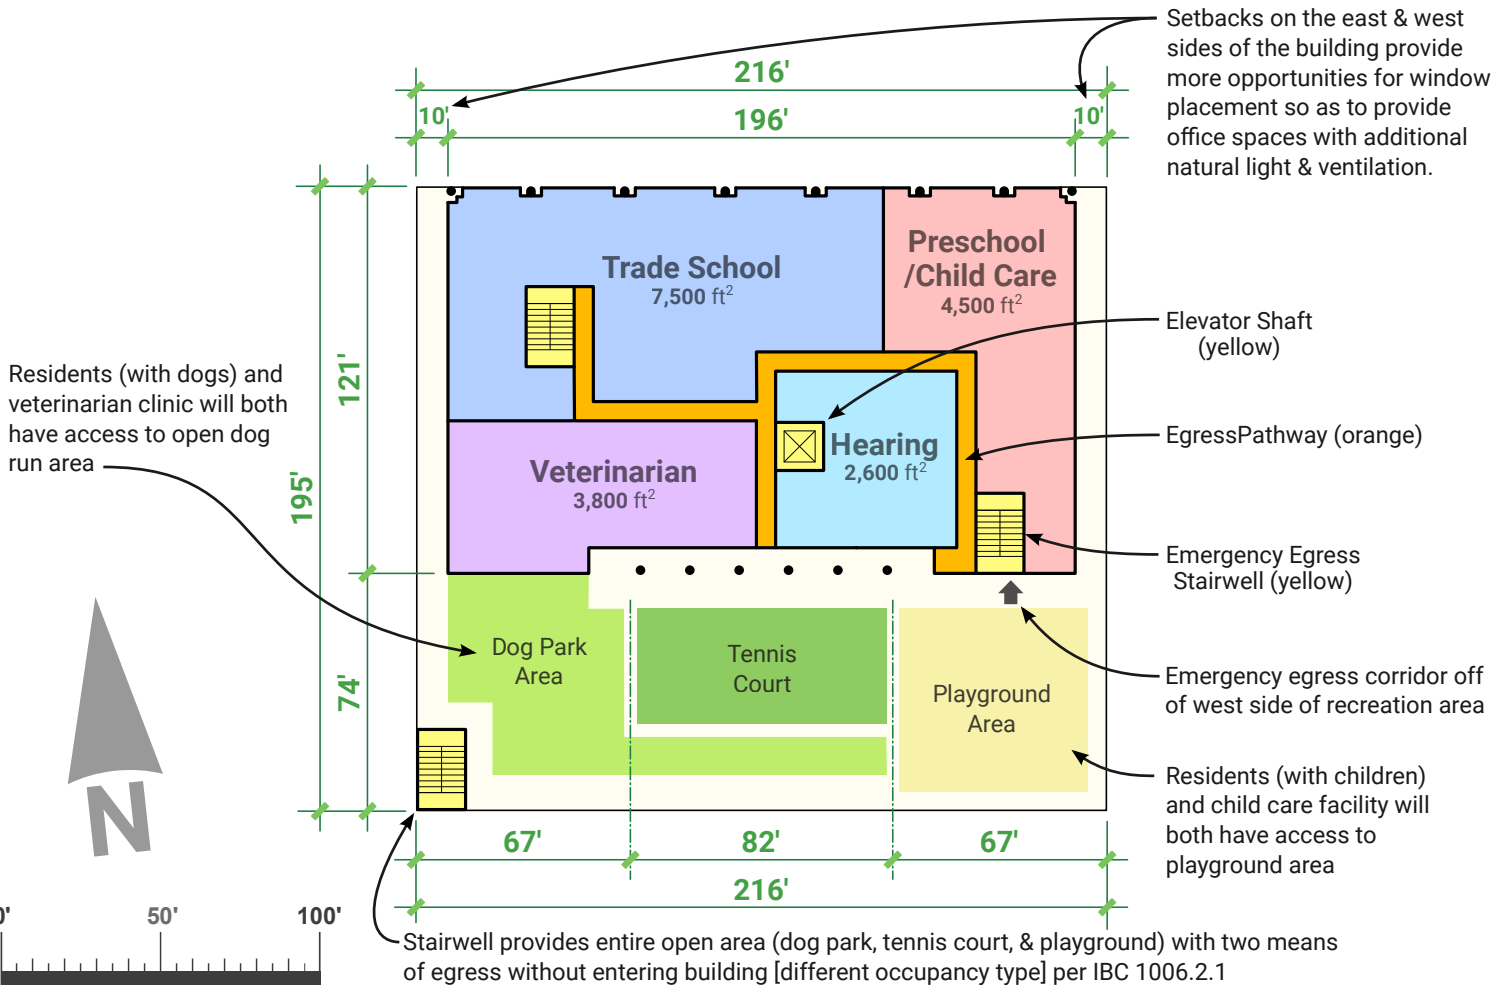 Setbacks on the east & west
sides of the building provide
more opportunities for window
placement so as to provide
office spaces with additional
natural light & ventilation.
216'
10'
196'
10'
Trade School
7,500 ft²
Preschool
/Child Care
4,500 ft²
Elevator Shaft
(yellow)
121'
195'
74'
Residents (with dogs) and
veterinarian clinic will both
have access to open dog
run area
Hearing
2,600 ft²
EgressPathway (orange)
Veterinarian
3,800 ft²
Emergency Egress
Stairwell (yellow)
Dog Park
Area
Tennis
Court
Playground
Area
Emergency egress corridor off
of west side of recreation area
Residents (with children)
and child care facility will
both have access to
playground area
N
67'
82'
67'
216'
0'
50'
100'
Stairwell provides entire open area (dog park, tennis court, & playground) with two means
of egress without entering building [different occupancy type] per IBC 1006.2.1